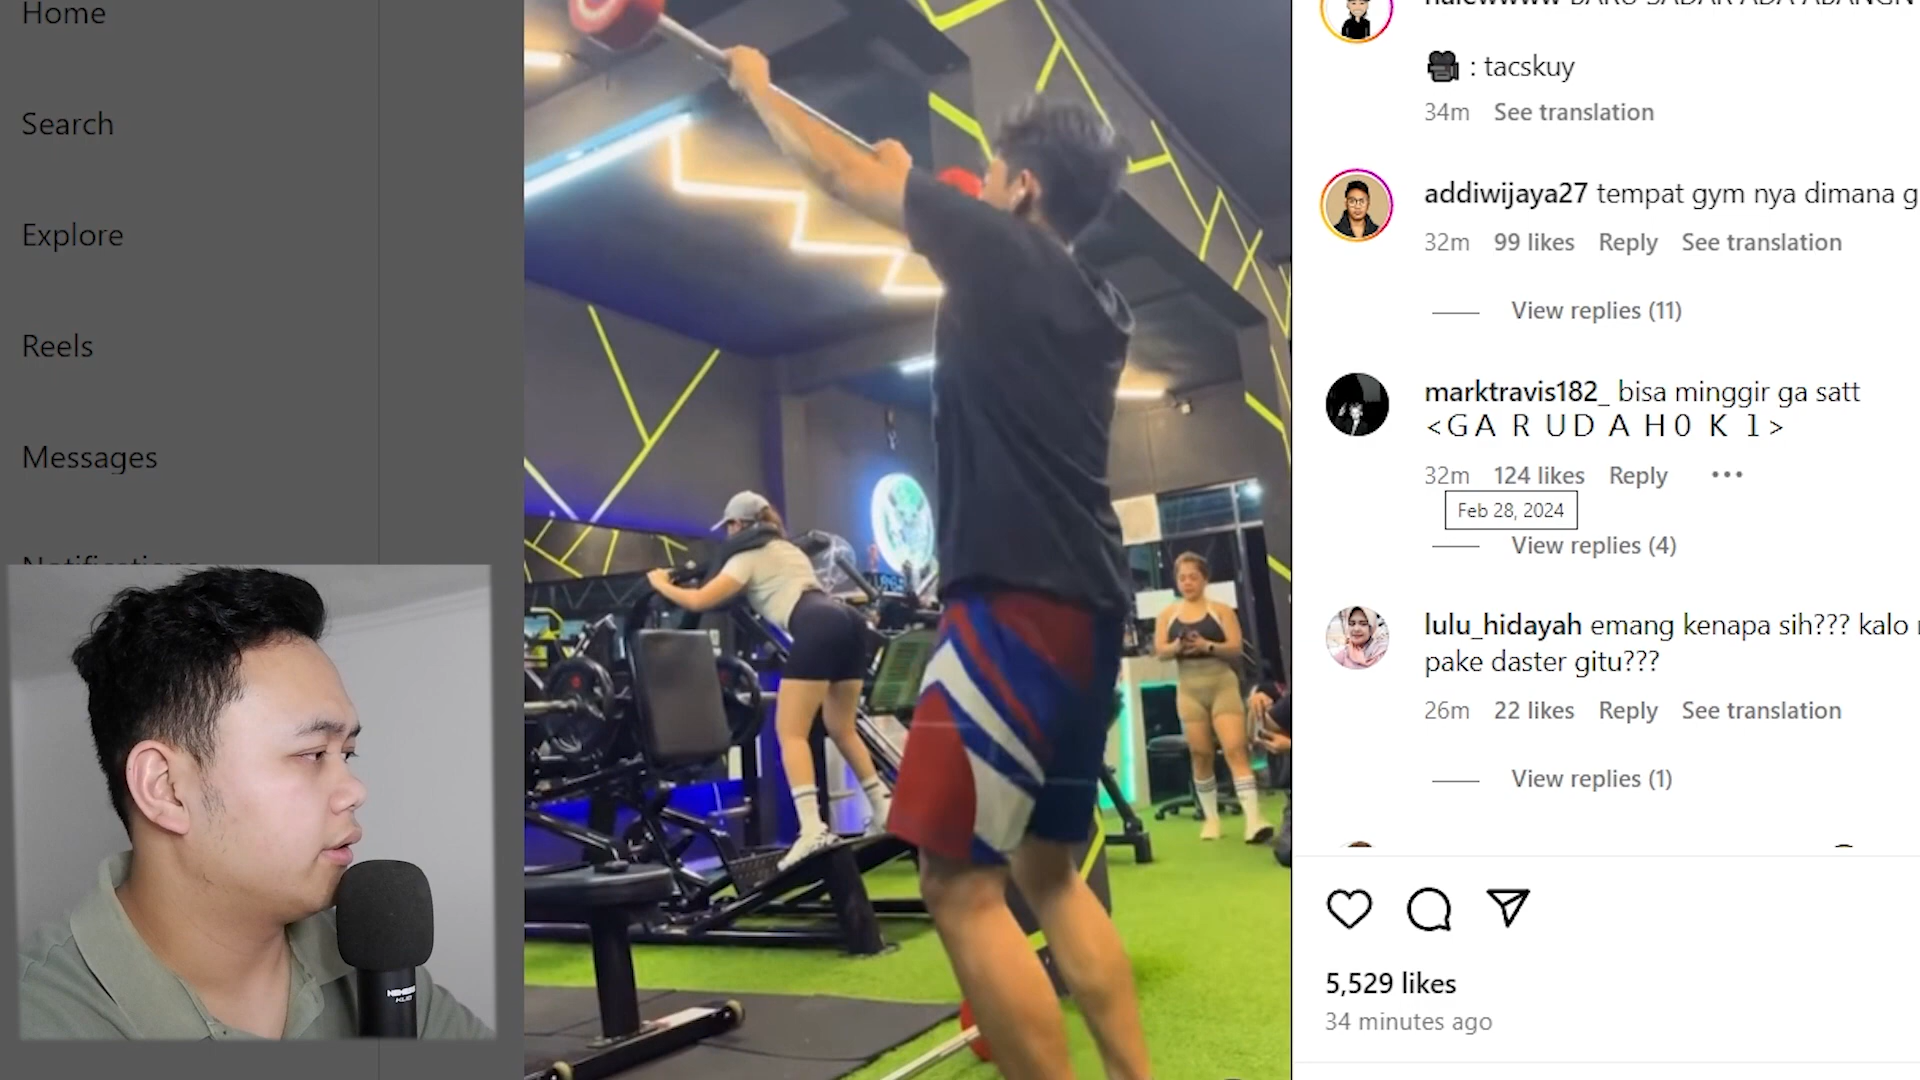 Home
Search
Explore
Reels
Messages
: tacskuy
34m See translation
addiwijaya27 tempat gym nya dimana g
32m 99 likes Reply See translation
View replies (11)
marktravis182_ bisa minggir ga satt
<G A R U D A H 0 K 1 >
32m 124 likes Reply
Feb 28, 2024
View replies (4)
lulu_hidayah emang kenapa sih??? kalo
pake daster gitu???
26m 22 likes Reply See translation
View replies (1)
5,529 likes
34 minutes ago